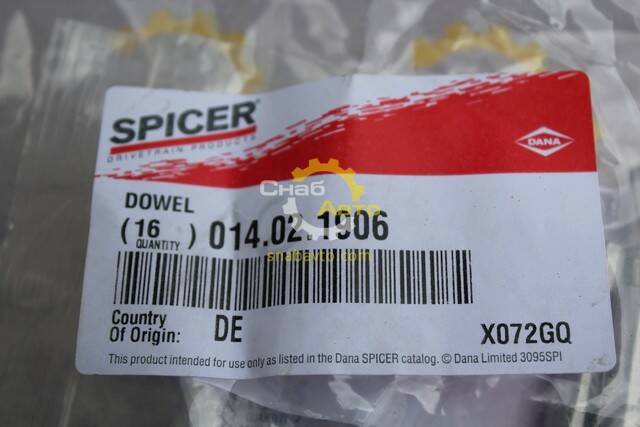 SPICER®
DRIVETRAIN PRODUCTS
DANA
DOWEL
(16) 014.02.1906
QUANTITY
Снаб
Авто
snabavto.com
Country
Of Origin: DE
X072GQ
This product intended for use only as listed in the Dana SPICER catalog. © Dana Limited 3095SPI